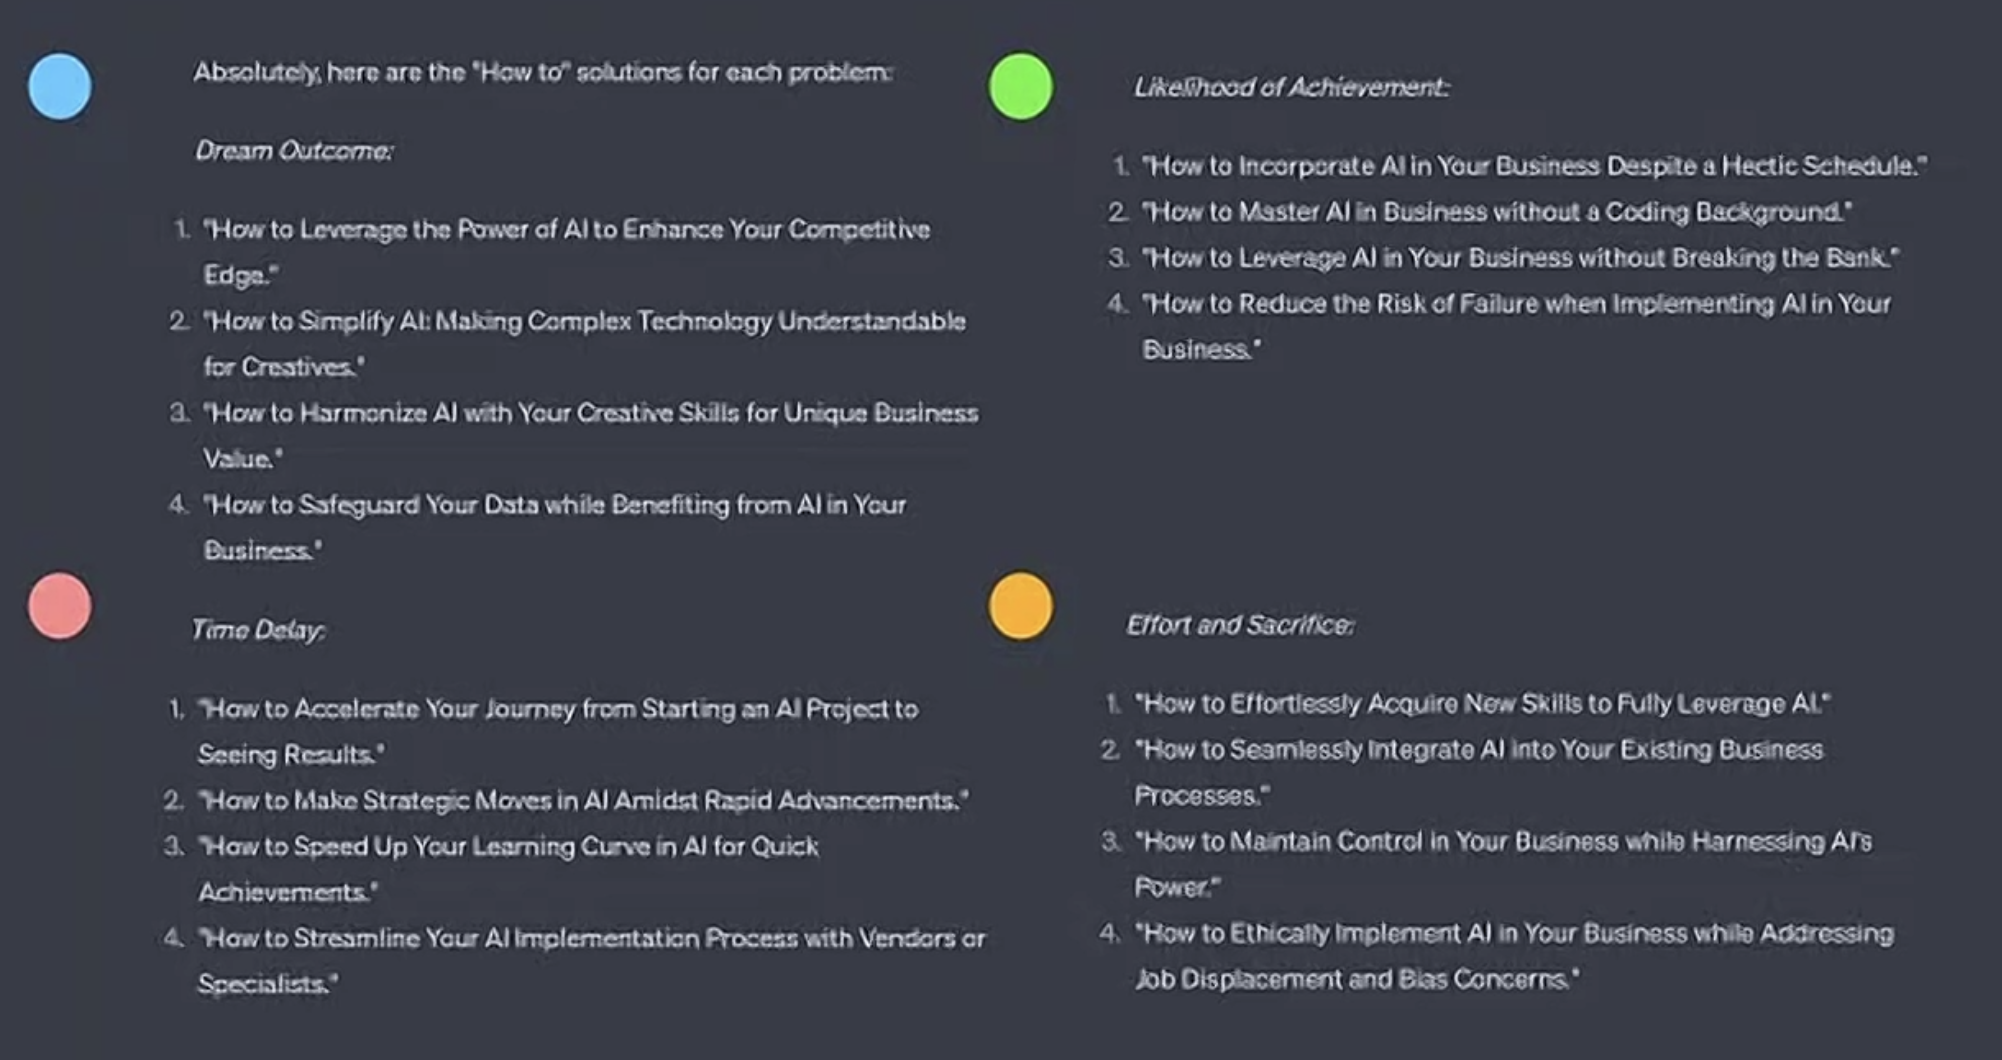 Absolutely, here are the "How to" solutions for each problem:
Dream Outcome:
1. "How to Leverage the Power of AI to Enhance Your Competitive
Edge."
2. "How to Simplify AI: Making Complex Technology Understandable
for Creatives."
3. "How to Harmonize AI with Your Creative Skills for Unique Business
Value."
4. "How to Safeguard Your Data while Benefiting from AI in Your
Business."
Likelihood of Achievement:
1. "How to Incorporate AI in Your Business Despite a Hectic Schedule."
2. "How to Master AI in Business without a Coding Background."
3. "How to Leverage AI in Your Business without Breaking the Bank."
4. "How to Reduce the Risk of Failure when Implementing AI in Your
Business."
Time Delay:
1. "How to Accelerate Your Journey from Starting an AI Project to
Seeing Results."
2. "How to Make Strategic Moves in AI Amidst Rapid Advancements."
3. "How to Speed Up Your Learning Curve in AI for Quick
Achievements."
4. "How to Streamline Your AI Implementation Process with Vendors or
Specialists."
Effort and Sacrifice:
1. "How to Effortlessly Acquire New Skills to Fully Leverage AI."
2. "How to Seamlessly Integrate AI into Your Existing Business
Processes."
3. "How to Maintain Control in Your Business while Harnessing AI's
Power."
4. "How to Ethically Implement AI in Your Business while Addressing
Job Displacement and Bias Concerns."